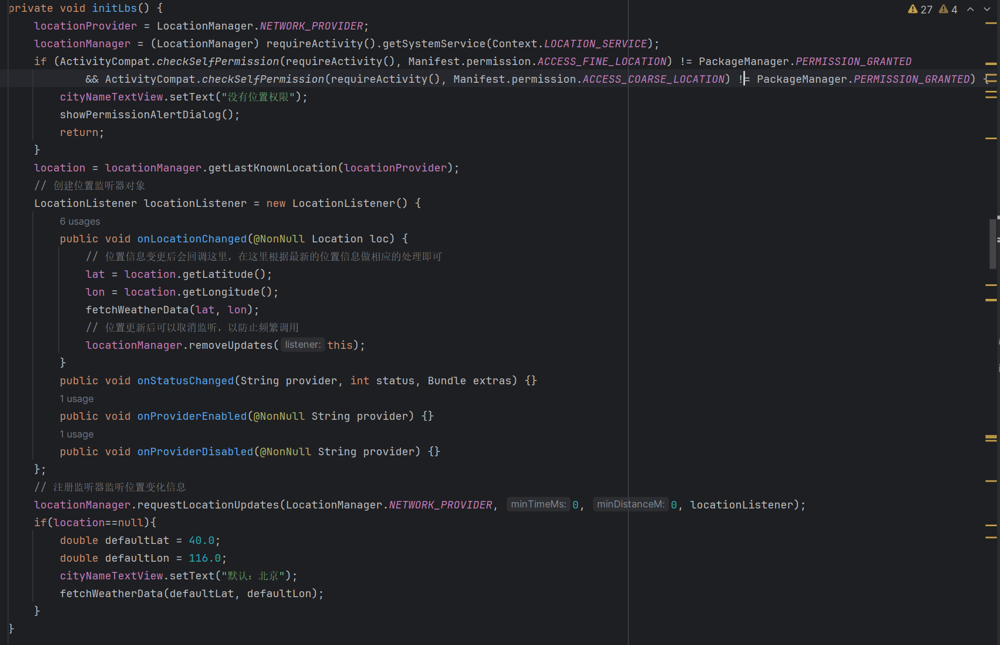 private void initLbs() {
27 4
locationProvider = LocationManager.NETWORK_PROVIDER;
locationManager = (LocationManager) requireActivity().getSystemService(Context.LOCATION_SERVICE);
if (ActivityCompat.checkSelfPermission(requireActivity(), Manifest.permission.ACCESS_FINE_LOCATION) != PackageManager.PERMISSION_GRANTED
&& ActivityCompat.checkSelfPermission(requireActivity(), Manifest.permission.ACCESS_COARSE_LOCATION) != PackageManager.PERMISSION_GRANTED) {
cityNameTextView.setText("没有位置权限");
showPermissionAlertDialog();
return;
}
location = locationManager.getLastKnownLocation(locationProvider);
// 创建位置监听器对象
LocationListener locationListener = new LocationListener() {
6 usages
public void onLocationChanged(@NonNull Location loc) {
// 位置信息变更后会回调这里，在这里根据最新的位置信息做相应的处理即可
lat = location.getLatitude();
lon = location.getLongitude();
fetchWeatherData(lat, lon);
// 位置更新后可以取消监听，以防止频繁调用
locationManager.removeUpdates( listener: this);
}
public void onStatusChanged(String provider, int status, Bundle extras) {}
1 usage
public void onProviderEnabled(@NonNull String provider) {}
1 usage
public void onProviderDisabled(@NonNull String provider) {}
};
// 注册监听器监听位置变化信息
locationManager.requestLocationUpdates(LocationManager.NETWORK_PROVIDER, minTimeMs: 0, minDistanceM: 0, locationListener);
if(location==null){
double defaultLat = 40.0;
double defaultLon = 116.0;
cityNameTextView.setText("默认：北京");
fetchWeatherData(defaultLat, defaultLon);
}
}